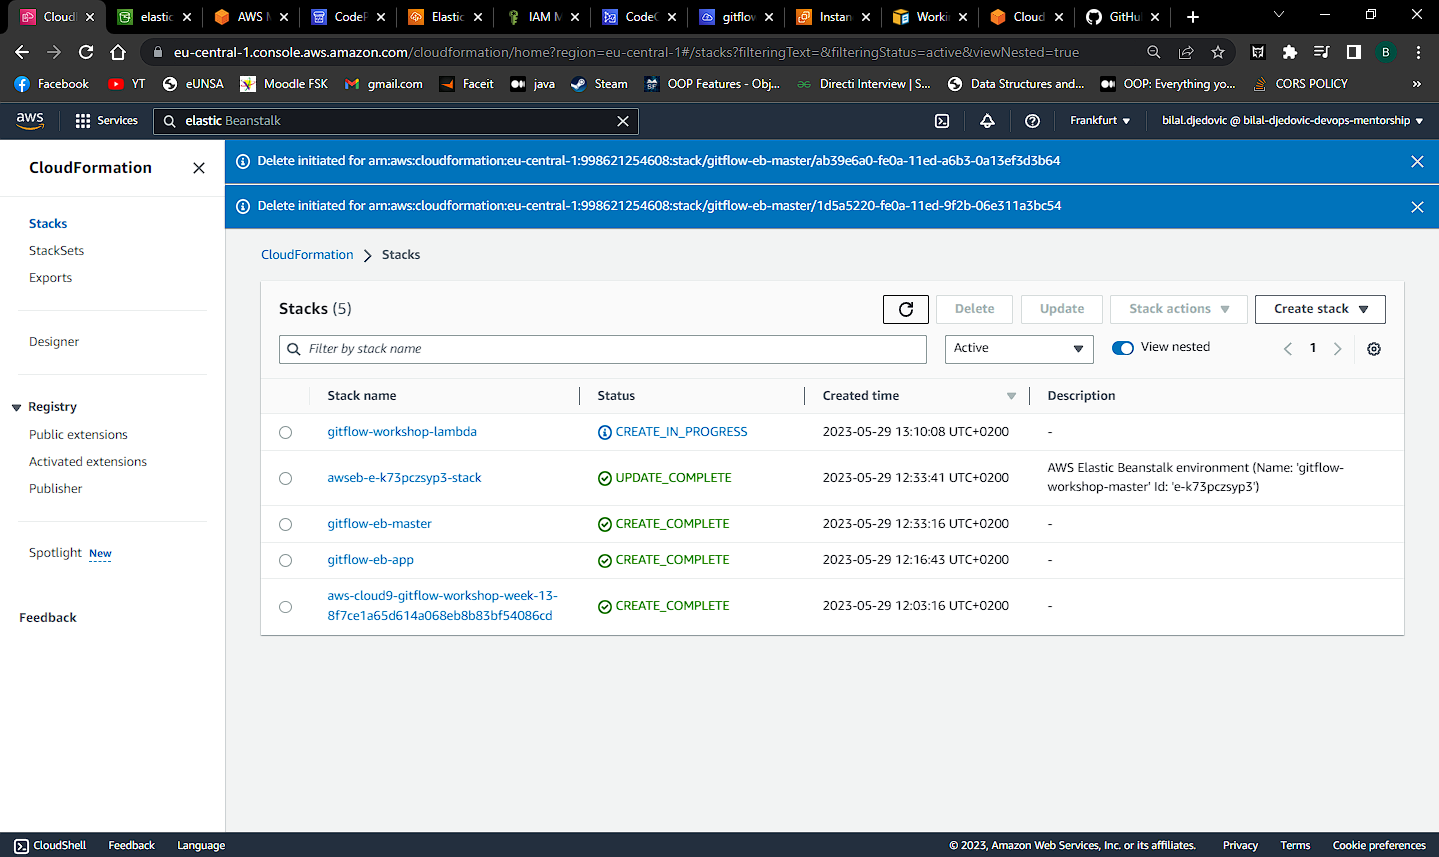 CloudF
elastic
AWS M
CodeP
Elastic
IAM M
CodeC
gitflow
Instan
Workin
Cloud
GitHu
eu-central-1.console.aws.amazon.com/cloudformation/home?region=eu-central-1#/stacks?filteringText=&filteringStatus=active&viewNested=true
B
Facebook YT eUNSA Moodle FSK gmail.com Faceit java Steam OOP Features - Obj... Directi Interview | S... Data Structures and... OOP: Everything yo... CORS POLICY »
aws Services elastic Beanstalk Frankfurt bilal.djedovic @ bilal-djedovic-devops-mentorship
CloudFormation
Stacks
StackSets
Exports
Designer
Registry
Public extensions
Activated extensions
Publisher
Spotlight New
Feedback
Delete initiated for arn:aws:cloudformation:eu-central-1:998621254608:stack/gitflow-eb-master/ab39e6a0-fe0a-11ed-a6b3-0a13ef3d3b64
Delete initiated for arn:aws:cloudformation:eu-central-1:998621254608:stack/gitflow-eb-master/1d5a5220-fe0a-11ed-9f2b-06e311a3bc54
CloudFormation > Stacks
Stacks (5) Delete Update Stack actions Create stack
Filter by stack name Active View nested 1
Stack name Status Created time Description
gitflow-workshop-lambda CREATE_IN_PROGRESS 2023-05-29 13:10:08 UTC+0200 -
awseb-e-k73pczsyp3-stack UPDATE_COMPLETE 2023-05-29 12:33:41 UTC+0200 AWS Elastic Beanstalk environment (Name: 'gitflow-
workshop-master' Id: 'e-k73pczsyp3')
gitflow-eb-master CREATE_COMPLETE 2023-05-29 12:33:16 UTC+0200 -
gitflow-eb-app CREATE_COMPLETE 2023-05-29 12:16:43 UTC+0200 -
aws-cloud9-gitflow-workshop-week-13-
8f7ce1a65d614a068eb8b83bf54086cd CREATE_COMPLETE 2023-05-29 12:03:16 UTC+0200 -
CloudShell Feedback Language © 2023, Amazon Web Services, Inc. or its affiliates. Privacy Terms Cookie preferences